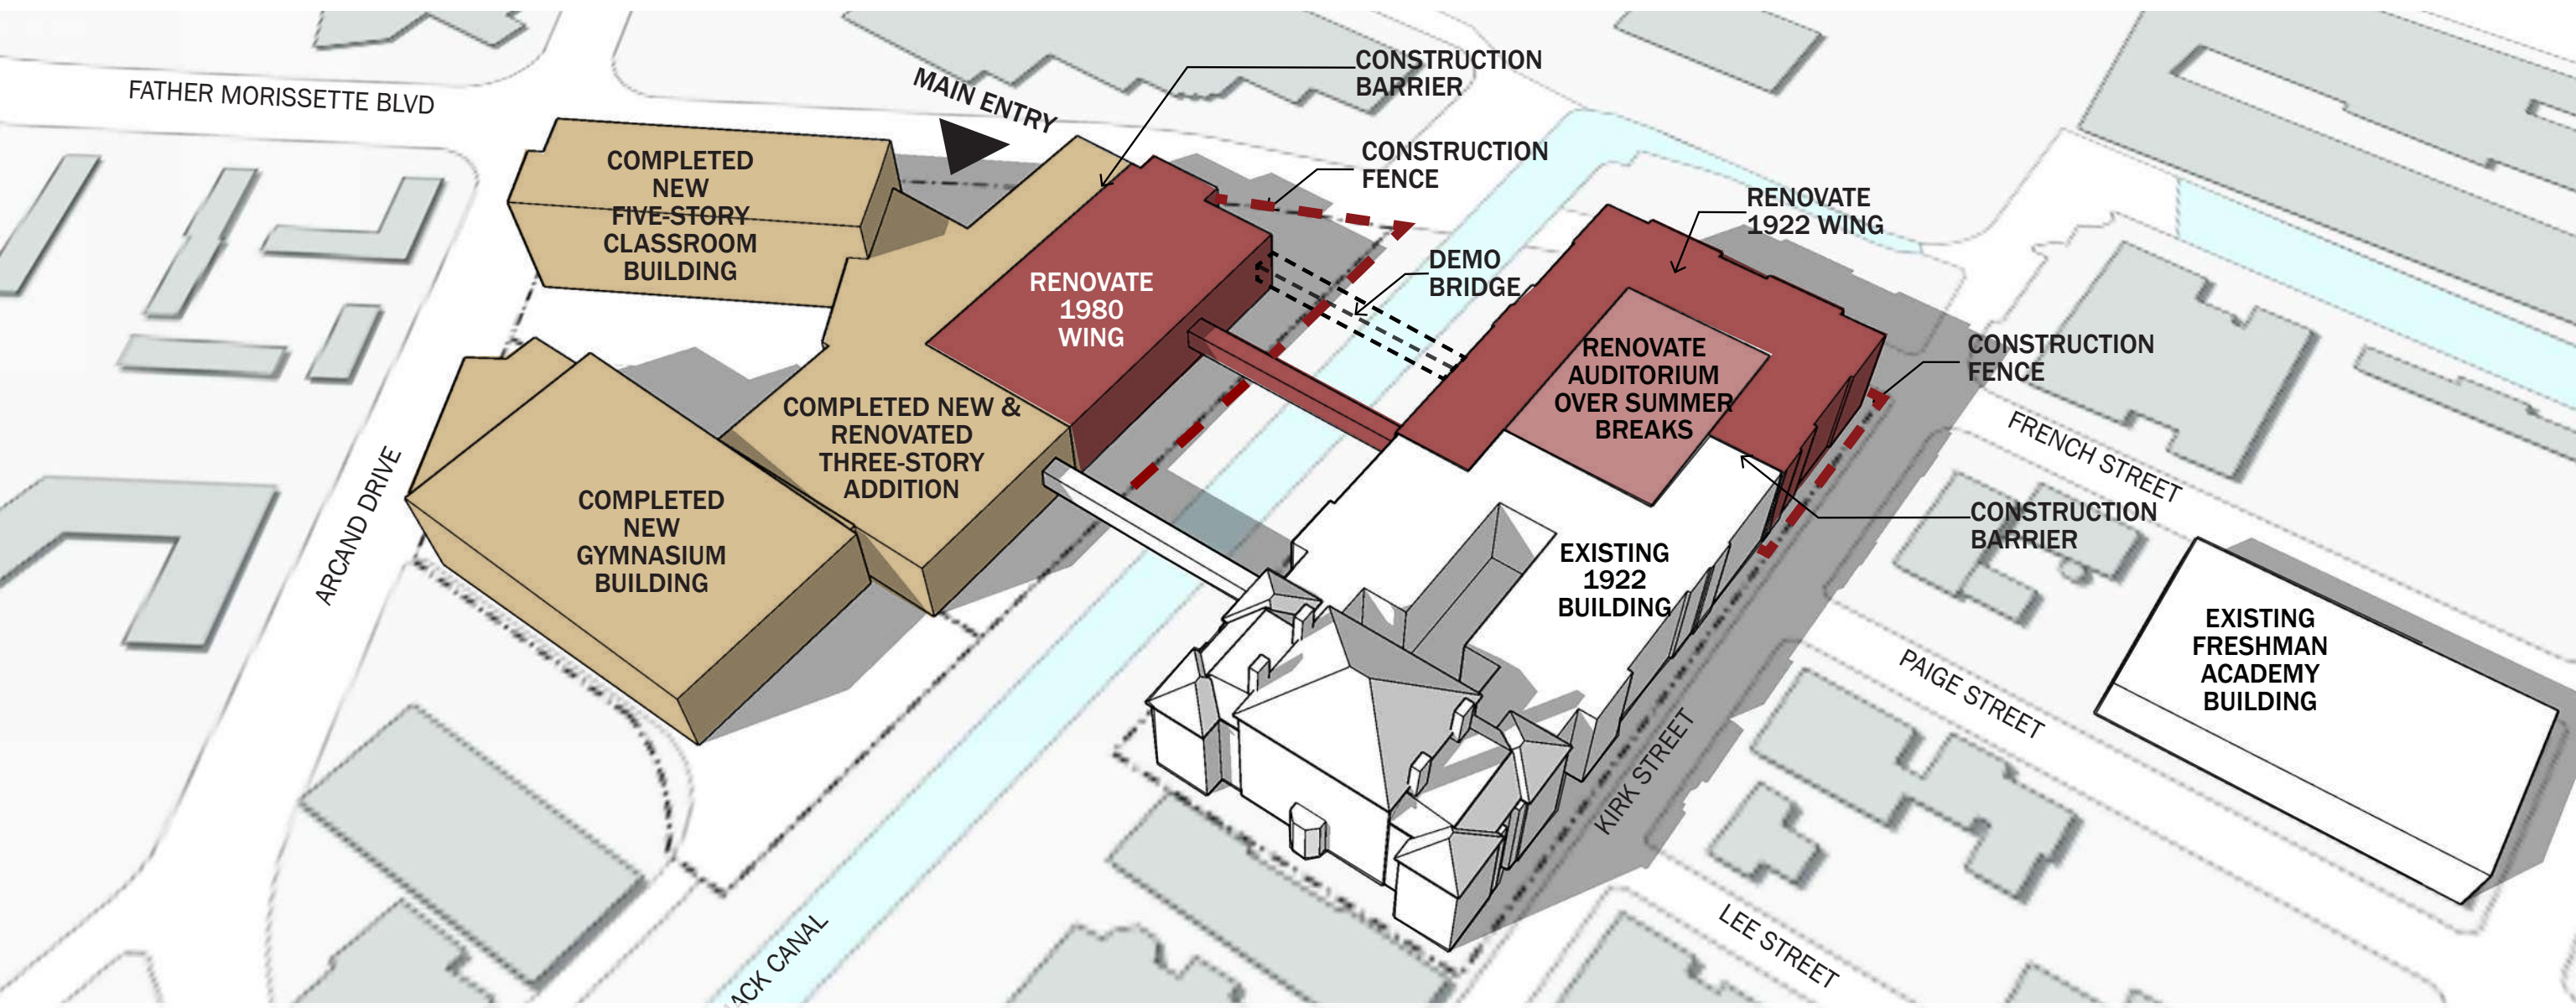 FATHER MORISSETTE BLVD
MAIN ENTRY
CONSTRUCTION
BARRIER
CONSTRUCTION
FENCE
COMPLETED
NEW
FIVE-STORY
CLASSROOM
BUILDING
RENOVATE
1922 WING
DEMO
BRIDGE
RENOVATE
1980
WING
RENOVATE
AUDITORIUM
OVER SUMMER
BREAKS
CONSTRUCTION
FENCE
COMPLETED NEW &
RENOVATED
THREE-STORY
ADDITION
FRENCH STREET
ARCAND DRIVE
COMPLETED
NEW
GYMNASIUM
BUILDING
CONSTRUCTION
BARRIER
EXISTING
1922
BUILDING
EXISTING
FRESHMAN
ACADEMY
BUILDING
PAIGE STREET
KIRK STREET
LEE STREET
ACK CANAL